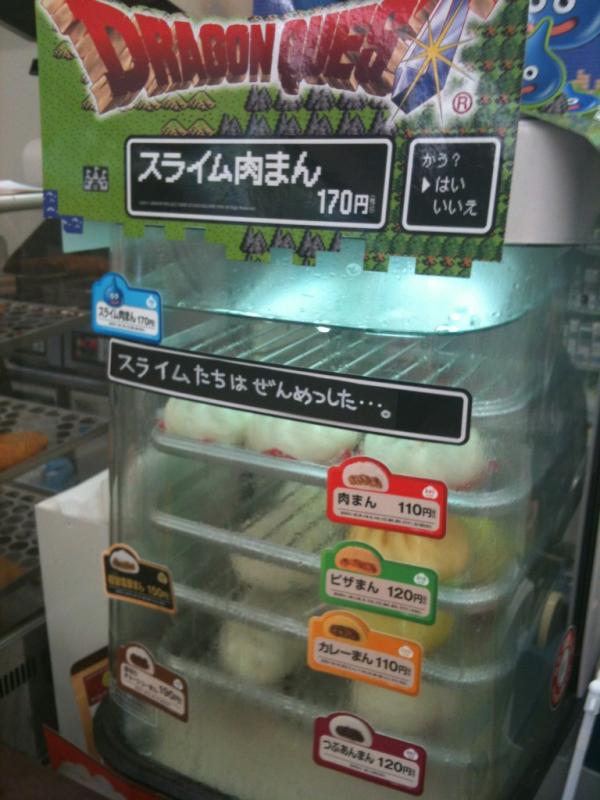 DRAGON QUEST
®
スライム肉まん
170円
かう?
▶はい
いいえ
スライム肉まん 170円
スライムたちはぜんめつした…。
肉まん 110円
ピザまん 120円
カレーまん 110円
190円
つぶあんまん 120円